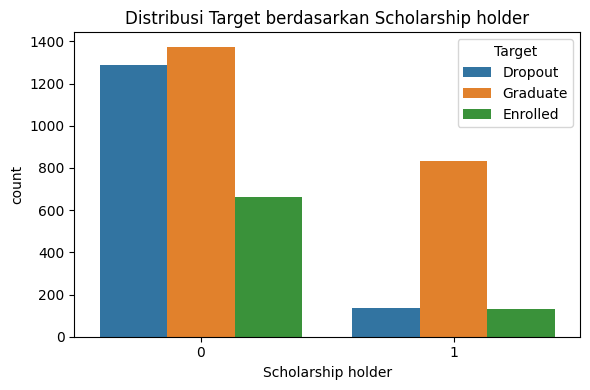 Distribusi Target berdasarkan Scholarship holder
Target
Dropout
Graduate
Enrolled
1400
1200
1000
800
600
400
200
0
count
0
1
Scholarship holder